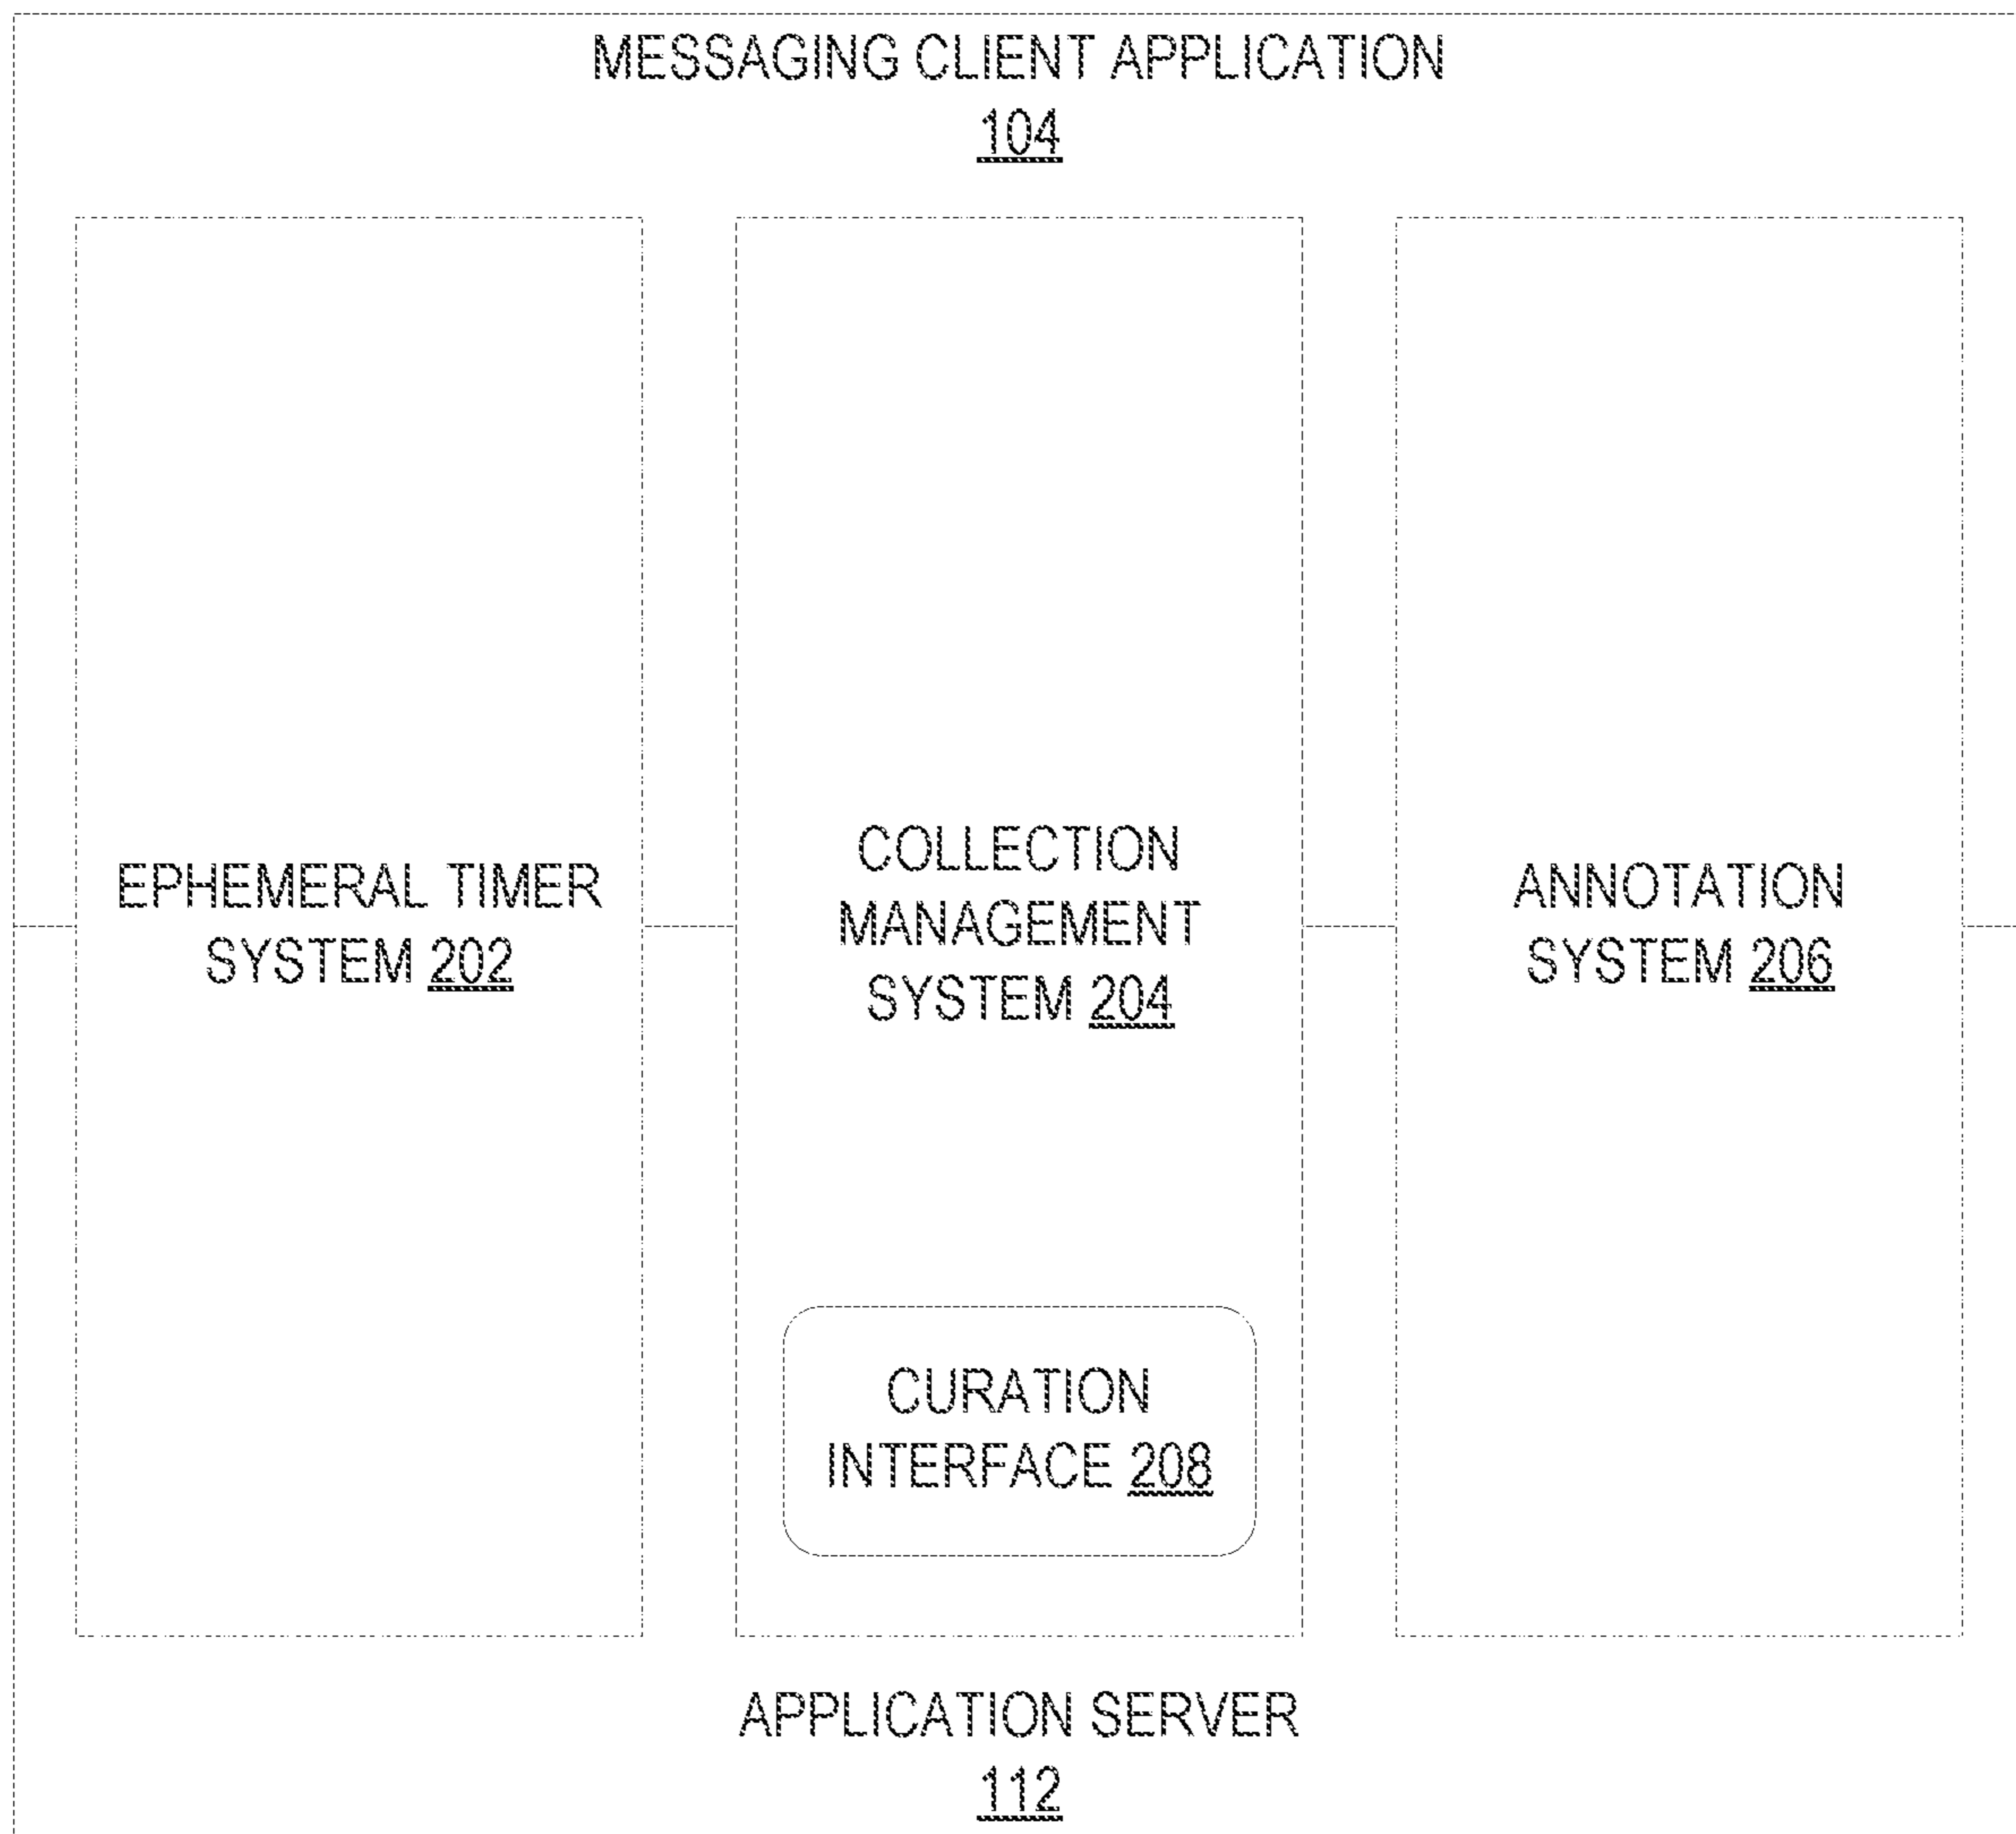 MESSAGING CLIENT APPLICATION
104
EPHEMERAL TIMER
SYSTEM 202
COLLECTION
MANAGEMENT
SYSTEM 204
ANNOTATION
SYSTEM 206
CURATION
INTERFACE 208
APPLICATION SERVER
112